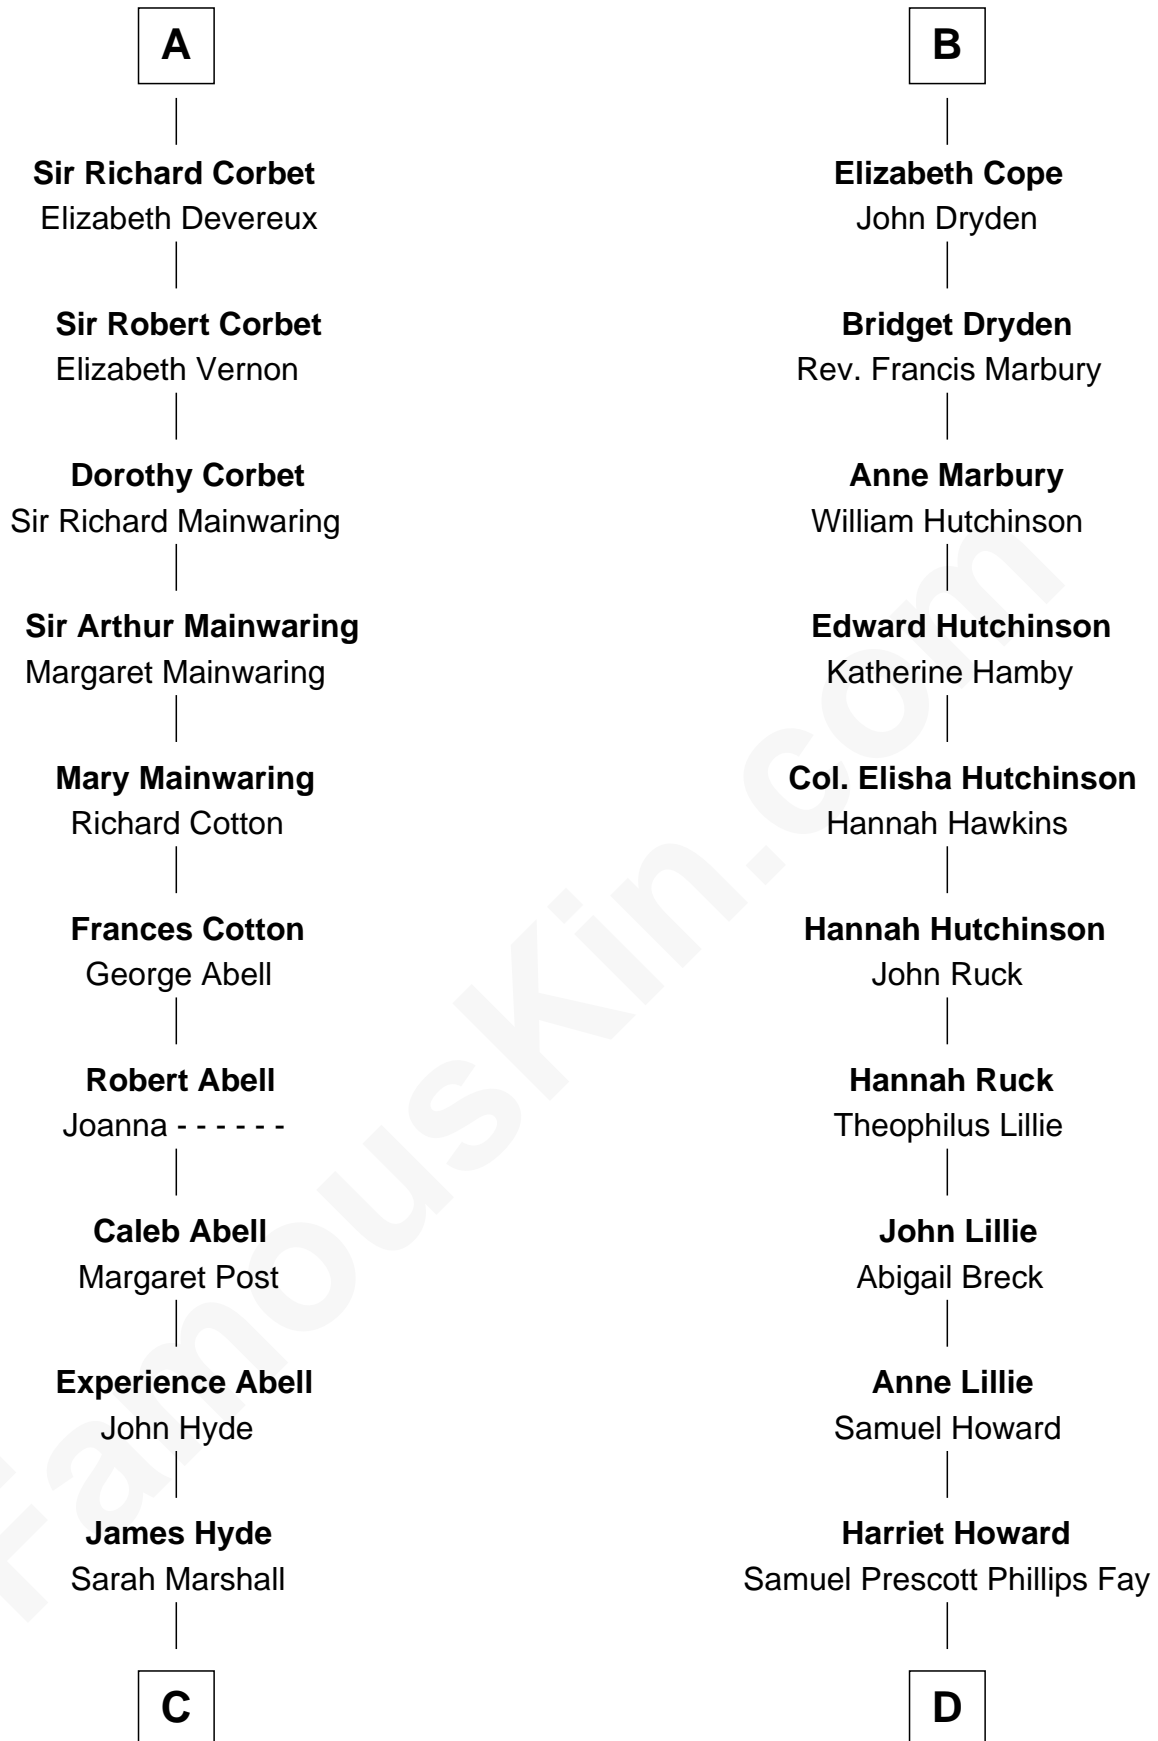 A
Sir Richard Corbet
Elizabeth Devereux
Sir Robert Corbet
Elizabeth Vernon
Dorothy Corbet
Sir Richard Mainwaring
Sir Arthur Mainwaring
Margaret Mainwaring
Mary Mainwaring
Richard Cotton
Frances Cotton
George Abell
Robert Abell
Joanna - - - - - -
Caleb Abell
Margaret Post
Experience Abell
John Hyde
James Hyde
Sarah Marshall
C
B
Elizabeth Cope
John Dryden
Bridget Dryden
Rev. Francis Marbury
Anne Marbury
William Hutchinson
Edward Hutchinson
Katherine Hamby
Col. Elisha Hutchinson
Hannah Hawkins
Hannah Hutchinson
John Ruck
Hannah Ruck
Theophilus Lillie
John Lillie
Abigail Breck
Anne Lillie
Samuel Howard
Harriet Howard
Samuel Prescott Phillips Fay
D
FamousKin.com